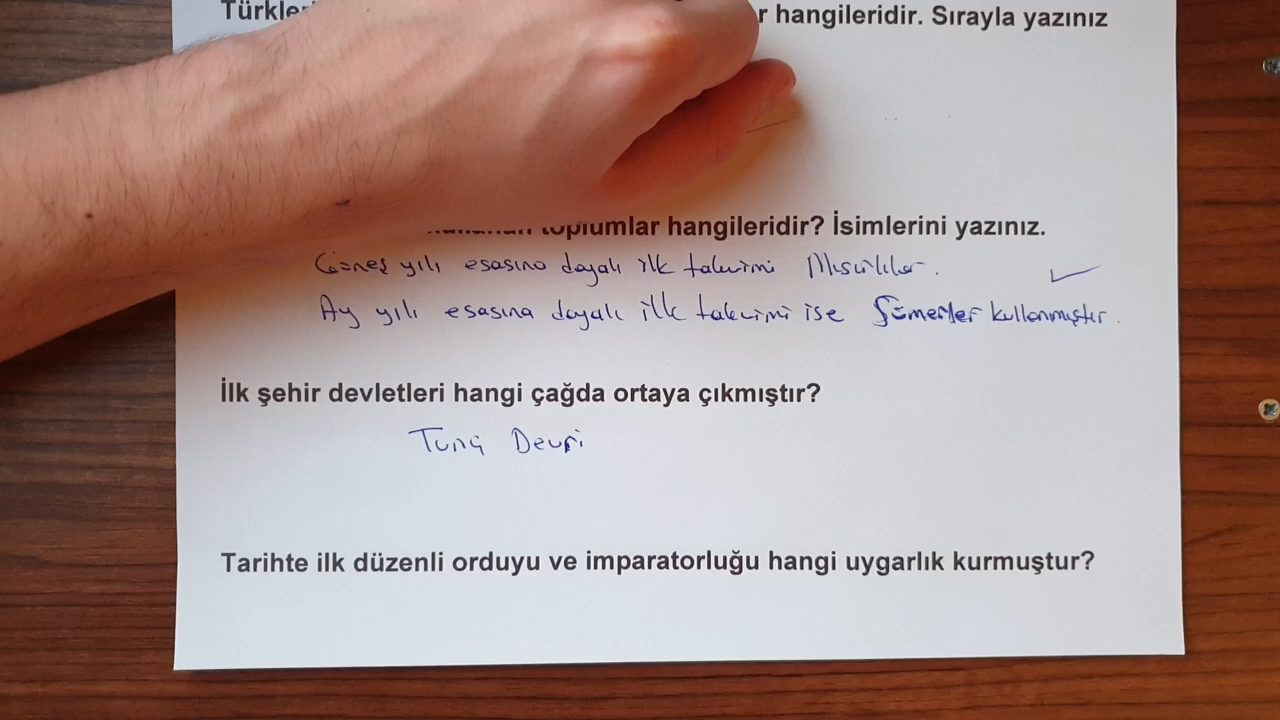 hangileridir. Sırayla yazınız
toplumlar hangileridir? İsimlerini yazınız.
Güneş yılı esasına dayalı ilk takvimi Mısırlılar.
Ay yılı esasına dayalı ilk takvimi ise Sümerler kullanmıştır.
İlk şehir devletleri hangi çağda ortaya çıkmıştır?
Tunç Devri
Tarihte ilk düzenli orduyu ve imparatorluğu hangi uygarlık kurmuştur?